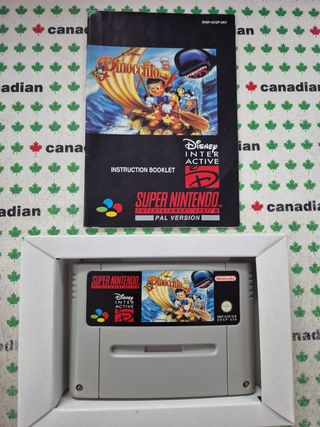 SNSP-ACGP-UKV
Disney's
Pinocchio
Disney
INTER
ACTIVE
INSTRUCTION BOOKLET
SUPER NINTENDO
ENTERTAINMENT SYSTEM
PAL VERSION
canadian
canadian
canadian
canadian
canadian
SUPER NINTENDO
ENTERTAINMENT SYSTEM
Disney
INTER
ACTIVE
Pinocchio
Nintendo